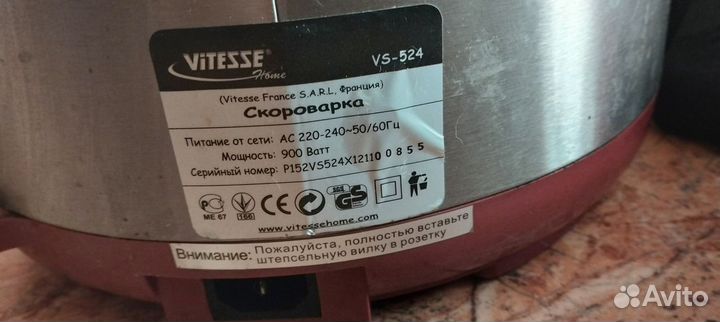 ViTESSE®
Home
VS-524
(Vitesse France S.A.R.L, Франция)
Скороварка
Питание от сети: AC 220-240~50/60Гц
Мощность: 900 Ватт
Серийный номер: P152VS524X12110 0 8 5 5
ME 67
166
CE
GS
www.vitessehome.com
Внимание: Пожалуйста, полностью вставьте
штепсельную вилку в розетку
Avito